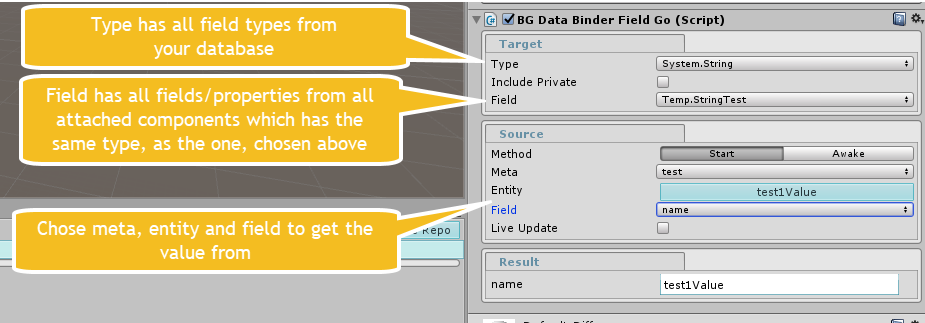 Type has all field types from
your database
Field has all fields/properties from all
attached components which has the
same type, as the one, chosen above
Chose meta, entity and field to get the
value from
Repo
BG Data Binder Field Go (Script)
Target
Type System.String
Include Private
Field Temp.StringTest
Source
Method Start Awake
Meta test
Entity test1Value
Field name
Live Update
Result
name test1Value